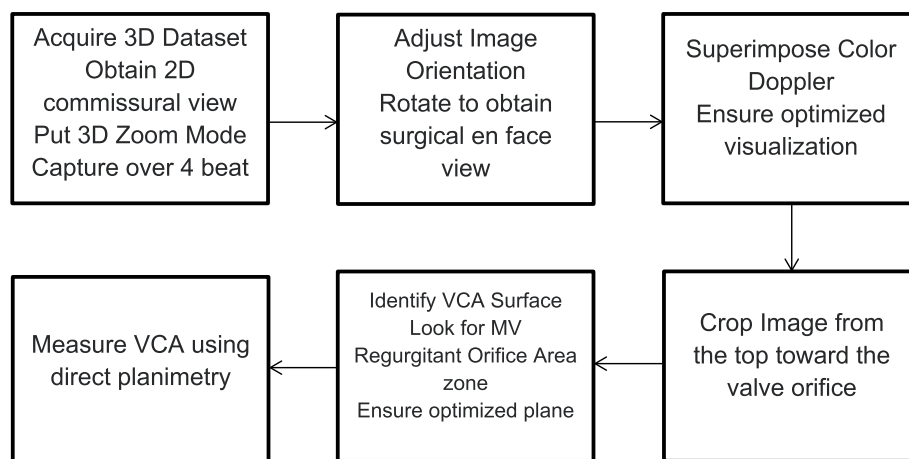 Acquire 3D Dataset
Obtain 2D
commissural view
Put 3D Zoom Mode
Capture over 4 beat
Adjust Image
Orientation
Rotate to obtain
surgical en face
view
Superimpose Color
Doppler
Ensure optimized
visualization
Crop Image from
the top toward the
valve orifice
Identify VCA Surface
Look for MV
Regurgitant Orifice Area
zone
Ensure optimized plane
Measure VCA using
direct planimetry